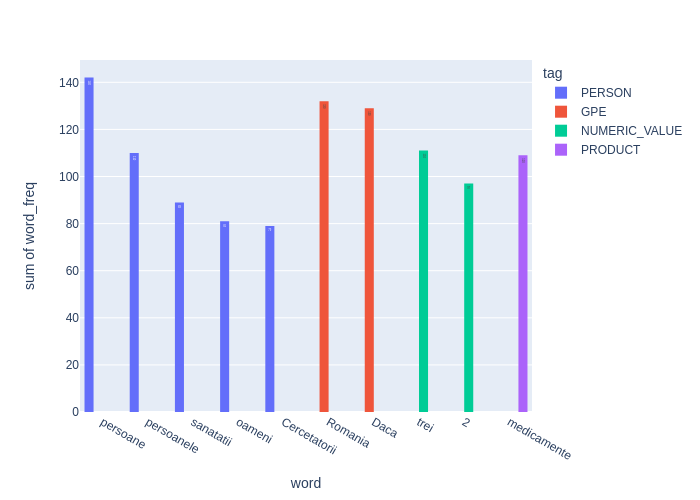 tag
PERSON
GPE
NUMERIC_VALUE
PRODUCT
sum of word_freq
140
120
100
80
60
40
20
0
persoane
persoanele
sanatatii
oameni
Cercetatorii
Romania
Daca
trei
2
medicamente
word